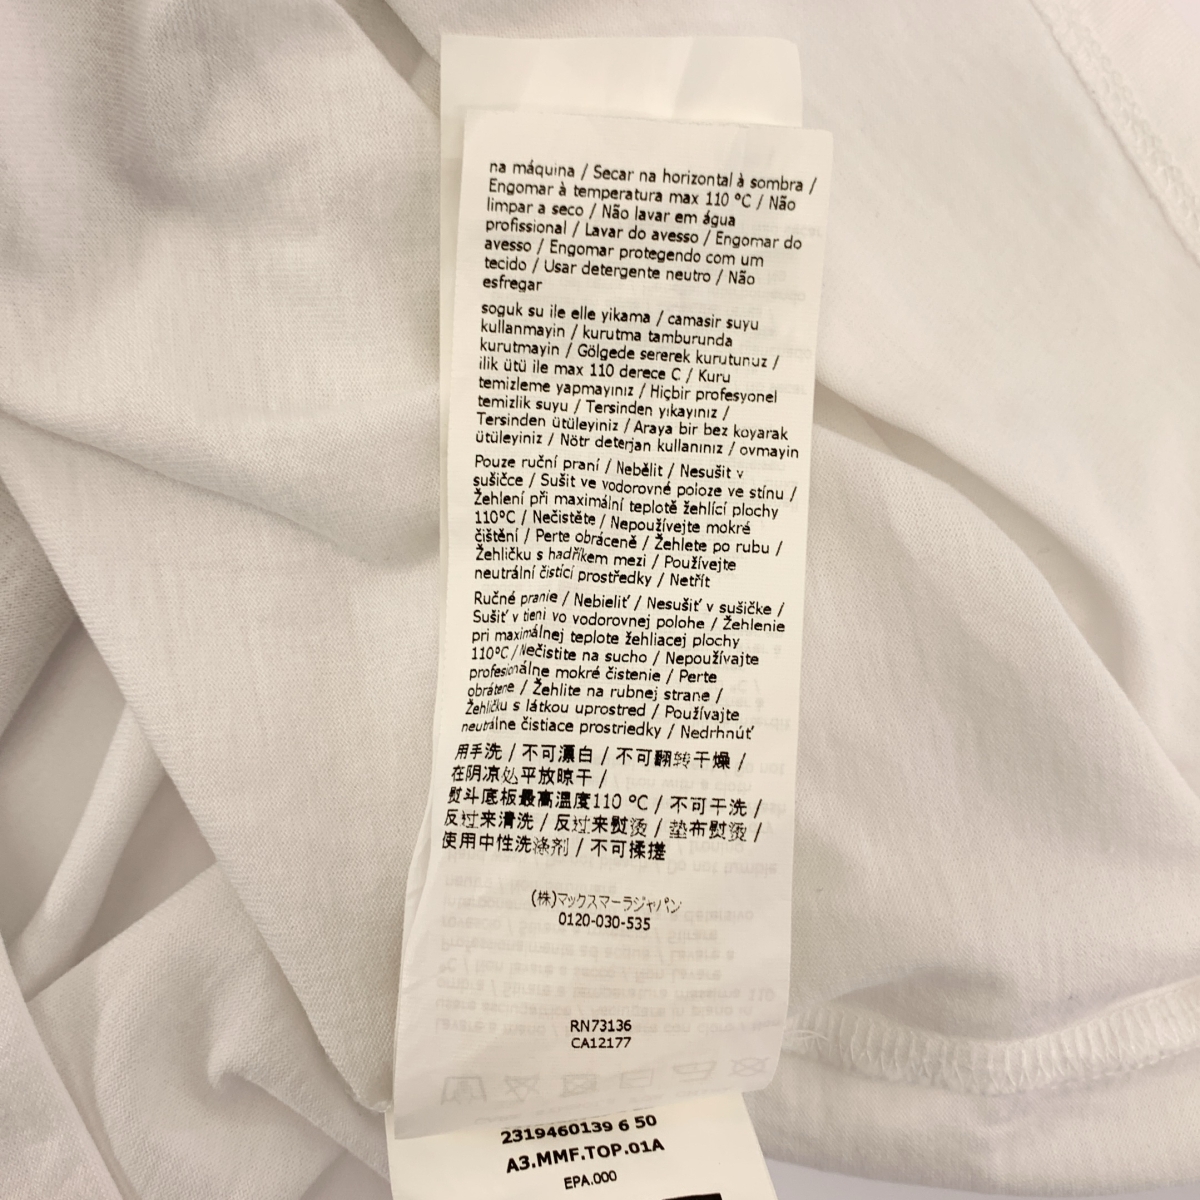 na máquina / Secar na horizontal à sombra /
Engomar à temperatura max 110 ºC / Não
limpar a seco / Não lavar em água
profissional / Lavar do avesso / Engomar do
avesso / Engomar protegendo com um
tecido / Usar detergente neutro / Não
esfregar
soguk su ile elle yikama / camasir suyu
kullanmayin / kurutma tamburunda
kurutmayin / Gölgede sererek kurutunuz /
ilik ütü ile max 110 derece C / Kuru
temizleme yapmayınız / Hiçbir profesyonel
temizlik suyu / Tersinden yıkayınız /
Tersinden ütüleyiniz / Araya bir bez koyarak
ütüleyiniz / Nötr deterjan kullanınız / ovmayin
Pouze ruční praní / Nebělit / Nesušit v
sušičce / Sušit ve vodorovné poloze ve stínu /
Žehlení při maximální teplotě žehlící plochy
110ºC / Nečistěte / Nepoužívejte mokré
čištění / Perte obráceně / Žehlete po rubu /
Žehličku s hadříkem mezi / Používejte
neutrální čisticí prostředky / Netřít
Ručné pranie / Nebieliť / Nesušiť v sušičke /
Sušiť v tieni vo vodorovnej polohe / Žehlenie
pri maximálnej teplote žehliacej plochy
110ºC / Nečistite na sucho / Nepoužívajte
profesionálne mokré čistenie / Perte
obrátene / Žehlite na rubnej strane /
Žehličku s látkou uprostred / Používajte
neutrálne čistiace prostriedky / Nedrhnúť
用手洗 / 不可漂白 / 不可翻转干燥 /
在阴凉处平放晾干 /
熨斗底板最高温度110 ºC / 不可干洗 /
反过来清洗 / 反过来熨烫 / 垫布熨烫 /
使用中性洗涤剂 / 不可揉搓
(株)マックスマーラジャパン
0120-030-535
RN73136
CA12177
2319460139 6 50
A3.MMF.TOP.01A
EPA.000